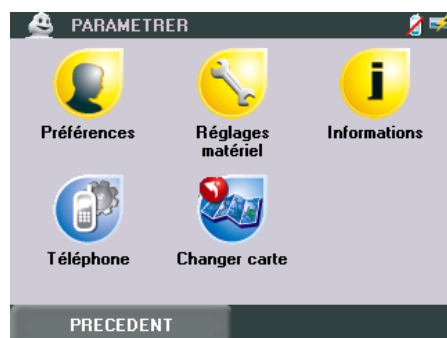 PARAMETRER
Préférences
Réglages
matériel
Informations
Téléphone
Changer carte
PRECEDENT